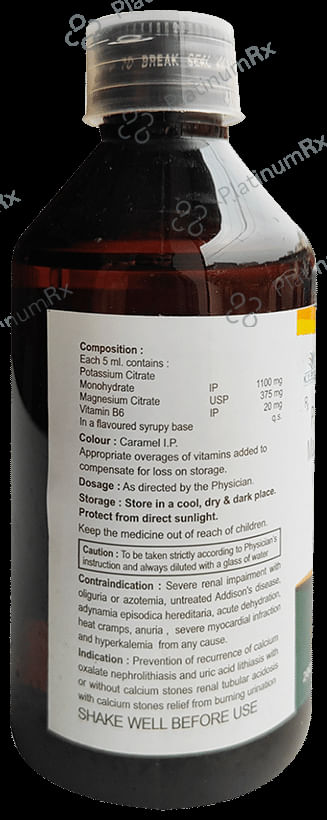 TO BREAK SEAL
PlatinumRx
Composition :
Each 5 ml. contains :
Potassium Citrate
Monohydrate IP 1100 mg
Magnesium Citrate USP 375 mg
Vitamin B6 IP 20 mg
In a flavoured syrupy base q.s.
Colour : Caramel I.P.
Appropriate overages of vitamins added to
compensate for loss on storage.
Dosage : As directed by the Physician.
Storage : Store in a cool, dry & dark place.
Protect from direct sunlight.
Keep the medicine out of reach of children.
Caution : To be taken strictly according to Physician's
instruction and always diluted with a glass of water
Contraindication : Severe renal impairment with
oliguria or azotemia, untreated Addison's disease,
adynamia episodica hereditaria, acute dehydration,
heat cramps, anuria , severe myocardial infraction
and hyperkalemia from any cause.
Indication : Prevention of recurrence of calcium
oxalate nephrolithiasis and uric acid lithiasis with
or without calcium stones renal tubular acidosis
with calcium stones relief from burning urination
SHAKE WELL BEFORE USE